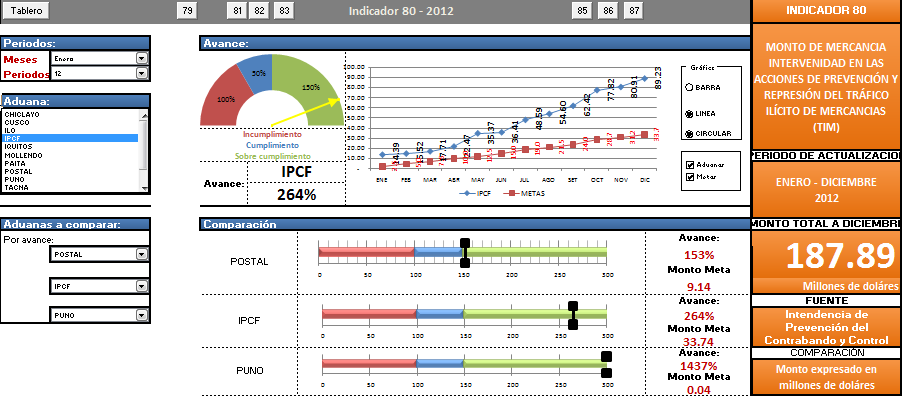 Tablero
79
81
82
83
Indicador 80 - 2012
85
86
87
INDICADOR 80
Periodos:
Meses
Enero
Periodos
12
Aduana:
CHICLAYO
CUSCO
ILO
IPCF
IQUITOS
MOLLENDO
PAITA
POSTAL
PUNO
TACNA
Avance:
100%
50%
150%
Incumplimiento
Cumplimiento
Sobre cumplimiento
IPCF
Avance:
264%
90.00
80.00
70.00
60.00
50.00
40.00
30.00
20.00
10.00
14.39
15.52
17.71
22.47
35.37
36.41
48.59
54.60
62.42
77.82
80.91
89.23
ENE
FEB
MAR
ABR
MAY
JUN
JUL
AGO
SET
OCT
NOV
DIC
IPCF
METAS
Gráfico
BARRA
LINEA
CIRCULAR
Aduanas
Metas
MONTO DE MERCANCIA
INTERVENIDAD EN LAS
ACCIONES DE PREVENCIÓN Y
REPRESIÓN DEL TRÁFICO
ILÍCITO DE MERCANCIAS
(TIM)
PERIODO DE ACTUALIZACION
ENERO - DICIEMBRE
2012
MONTO TOTAL A DICIEMBRE
187.89
Millones de doláres
FUENTE
Intendencia de
Prevención del
Contrabando y Control
COMPARACIÓN
Monto expresado en
millones de doláres
Aduanas a comparar:
Por avance:
POSTAL
IPCF
PUNO
Comparación
POSTAL
0 50 100 150 200 250 300
Avance:
153%
Monto Meta
9.14
IPCF
0 50 100 150 200 250 300
Avance:
264%
Monto Meta
33.74
PUNO
0 50 100 150 200 250 300
Avance:
1437%
Monto Meta
0.04